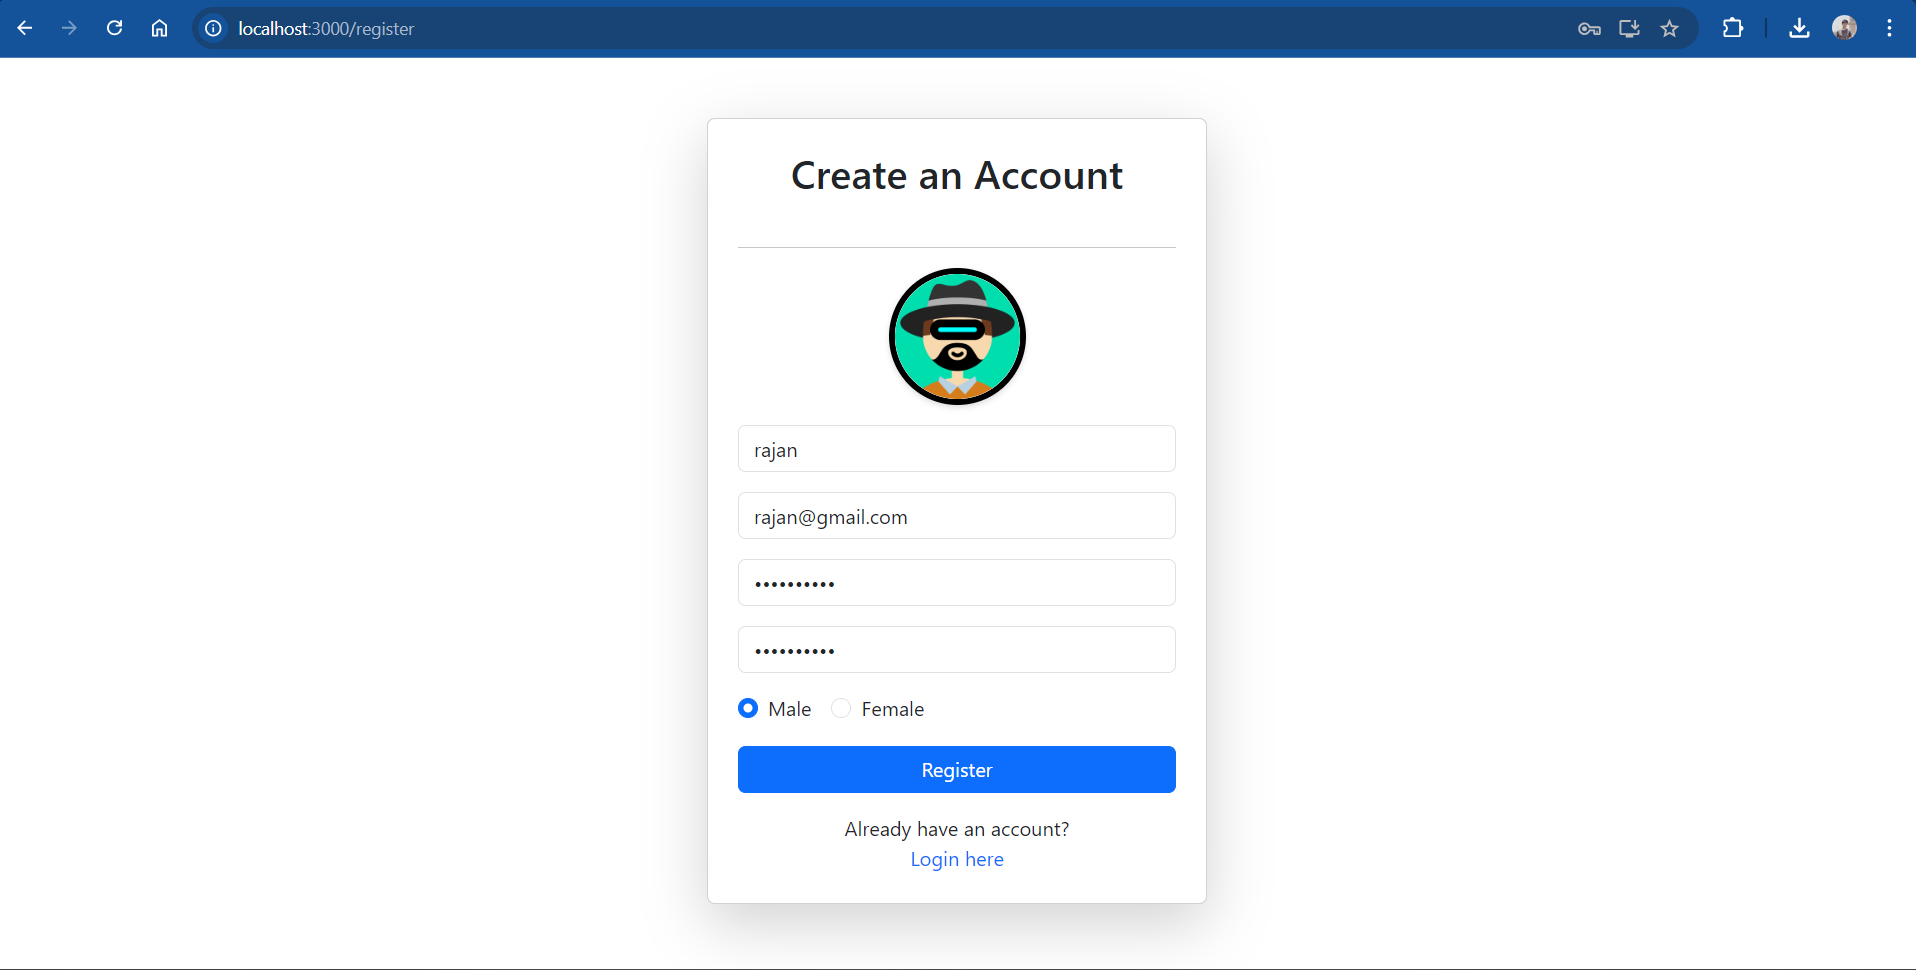 localhost:3000/register
Create an Account
rajan
rajan@gmail.com
••••••••••
••••••••••
Male Female
Register
Already have an account?
Login here